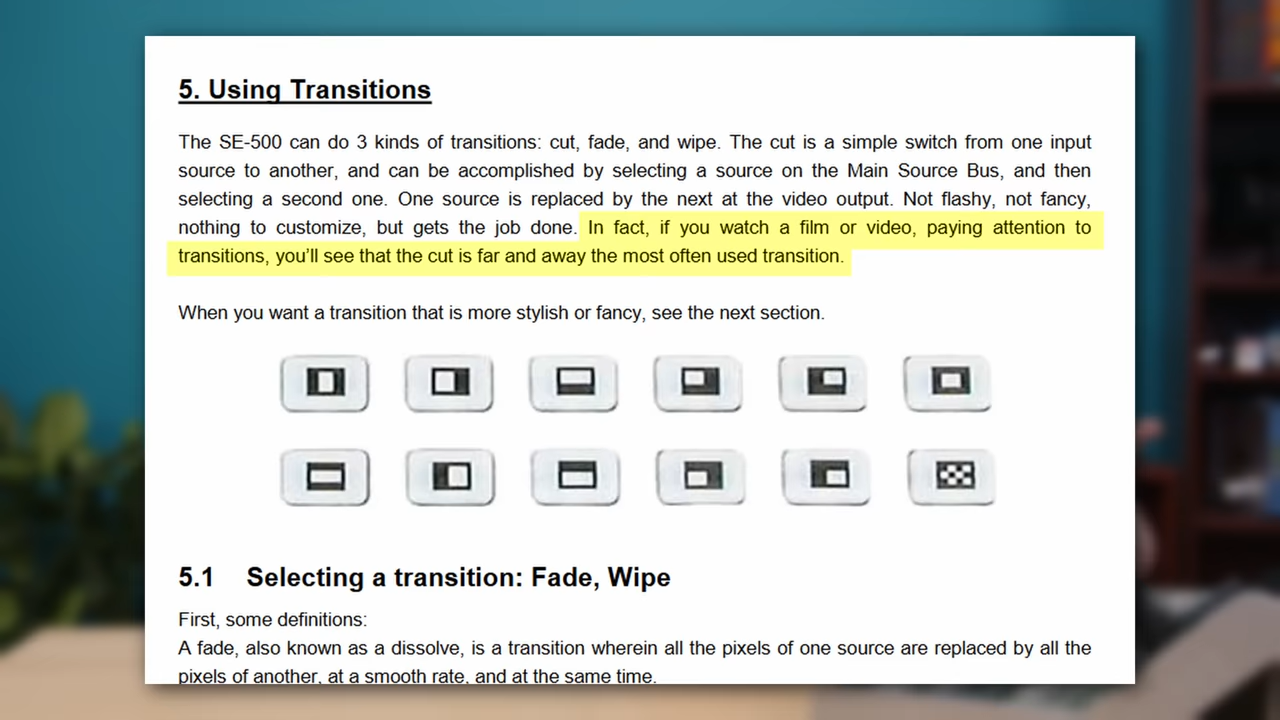 5. Using Transitions
The SE-500 can do 3 kinds of transitions: cut, fade, and wipe. The cut is a simple switch from one input
source to another, and can be accomplished by selecting a source on the Main Source Bus, and then
selecting a second one. One source is replaced by the next at the video output. Not flashy, not fancy,
nothing to customize, but gets the job done. In fact, if you watch a film or video, paying attention to
transitions, you’ll see that the cut is far and away the most often used transition.
When you want a transition that is more stylish or fancy, see the next section.
5.1 Selecting a transition: Fade, Wipe
First, some definitions:
A fade, also known as a dissolve, is a transition wherein all the pixels of one source are replaced by all the
pixels of another, at a smooth rate, and at the same time.